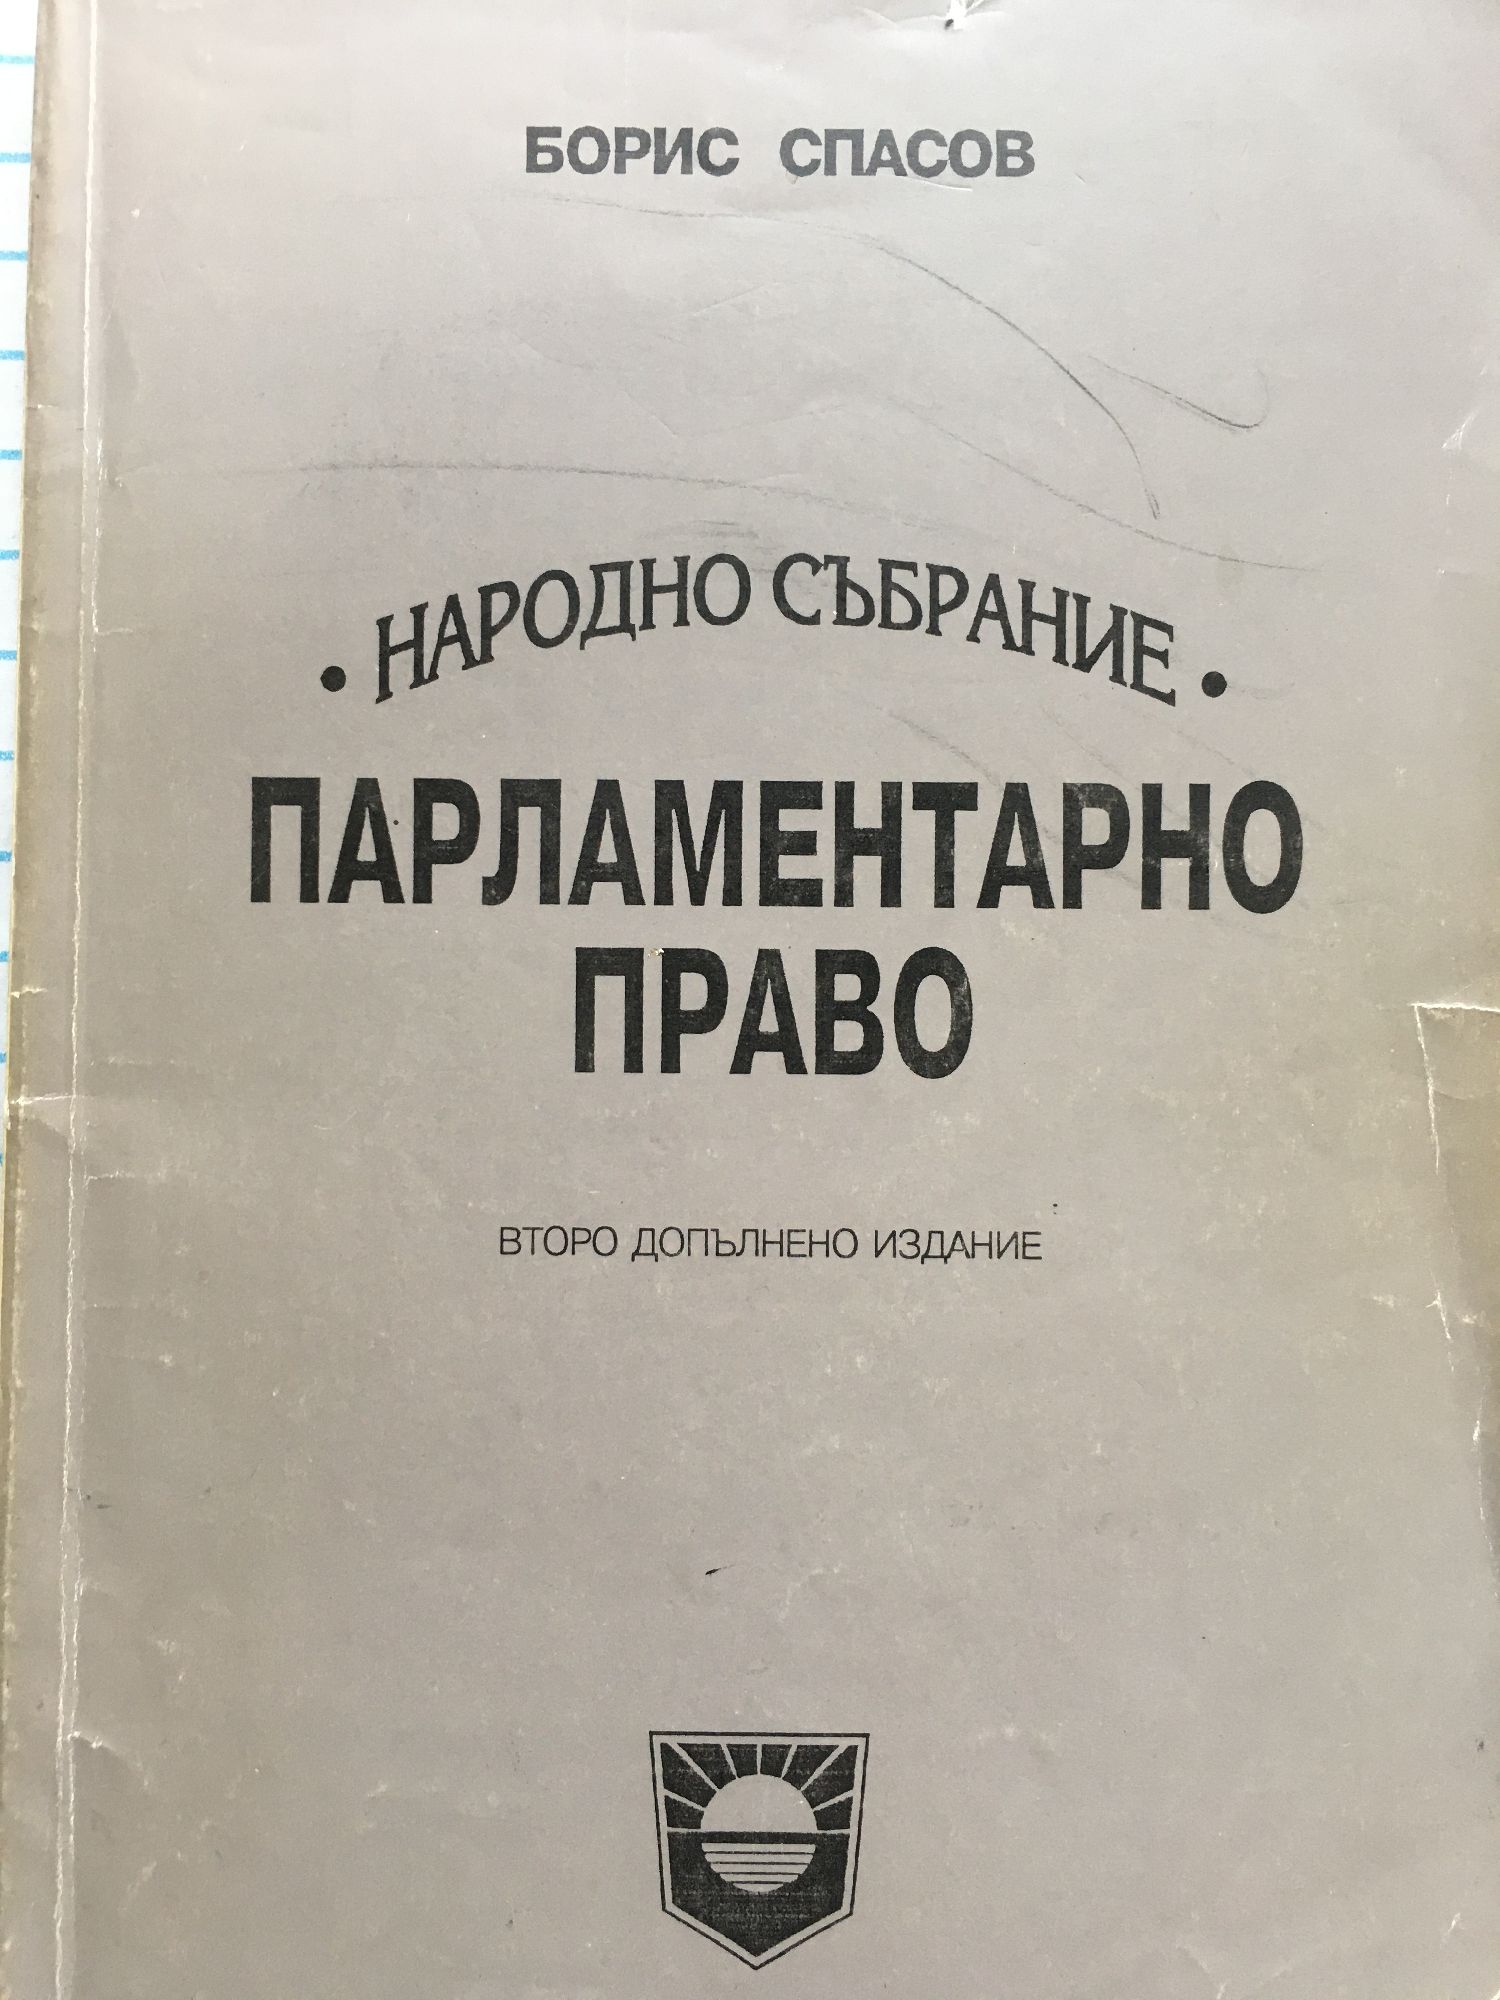 БОРИС СПАСОВ
• НАРОДНО СЪБРАНИЕ •
ПАРЛАМЕНТАРНО
ПРАВО
ВТОРО ДОПЪЛНЕНО ИЗДАНИЕ